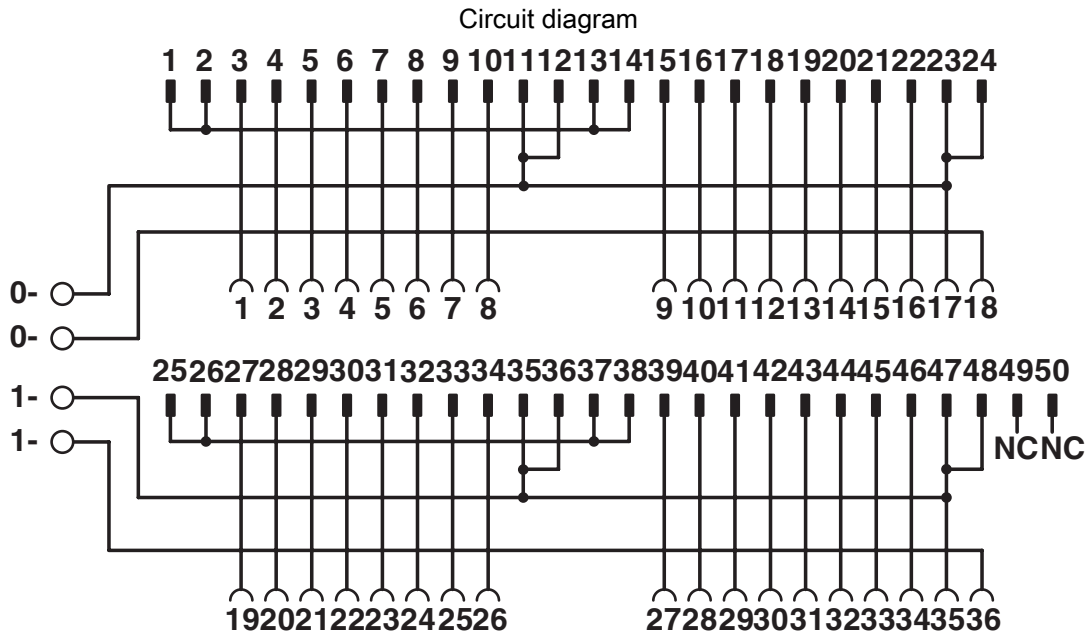 Circuit diagram
1 2 3 4 5 6 7 8 9 10 11 12 13 14 15 16 17 18 19 20 21 22 23 24
0-
1 2 3 4 5 6 7 8 9 10 11 12 13 14 15 16 17 18
0-
25 26 27 28 29 30 31 32 33 34 35 36 37 38 39 40 41 42 43 44 45 46 47 48 49 50
1-
1-
NC NC
19 20 21 22 23 24 25 26 27 28 29 30 31 32 33 34 35 36